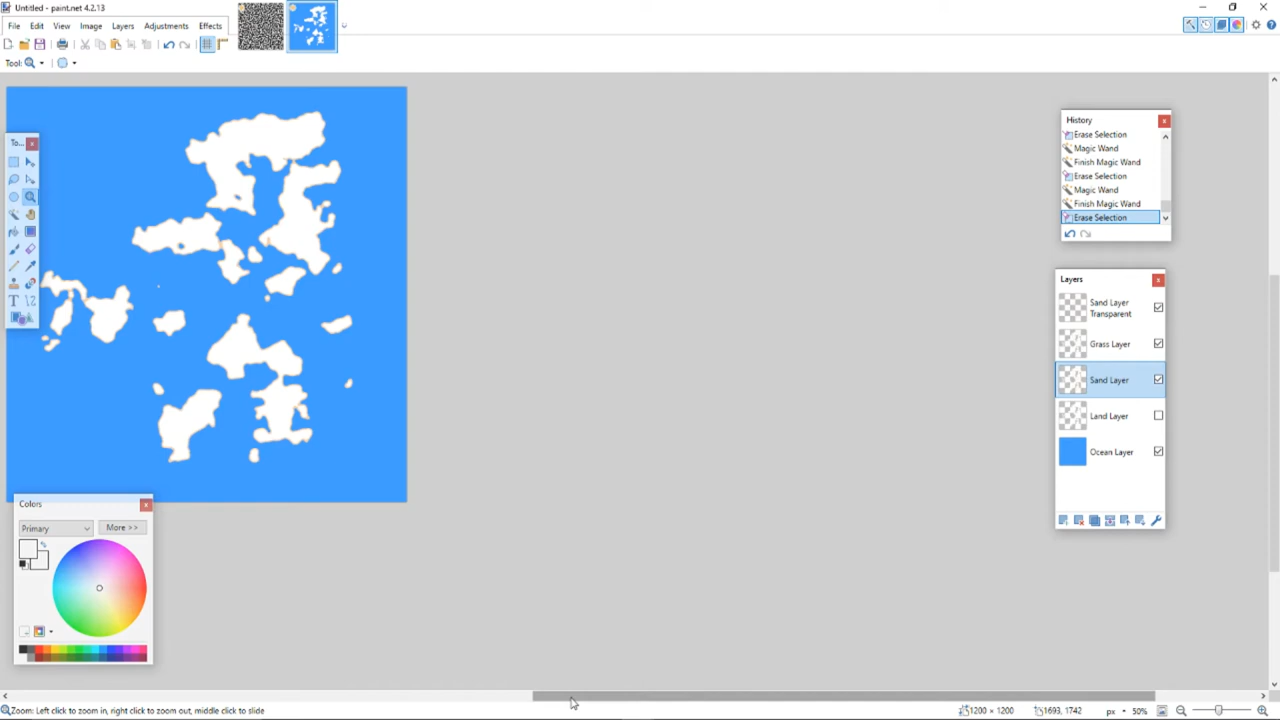 Untitled - paint.net 4.2.13
File Edit View Image Layers Adjustments Effects
Tool:
To...
History
Erase Selection
Magic Wand
Finish Magic Wand
Erase Selection
Magic Wand
Finish Magic Wand
Erase Selection
Layers
Sand Layer
Transparent
Grass Layer
Sand Layer
Land Layer
Ocean Layer
Colors
Primary More >>
Zoom: Left click to zoom in, right click to zoom out, middle click to slide 1200 × 1200 1693, 1742 px 50%